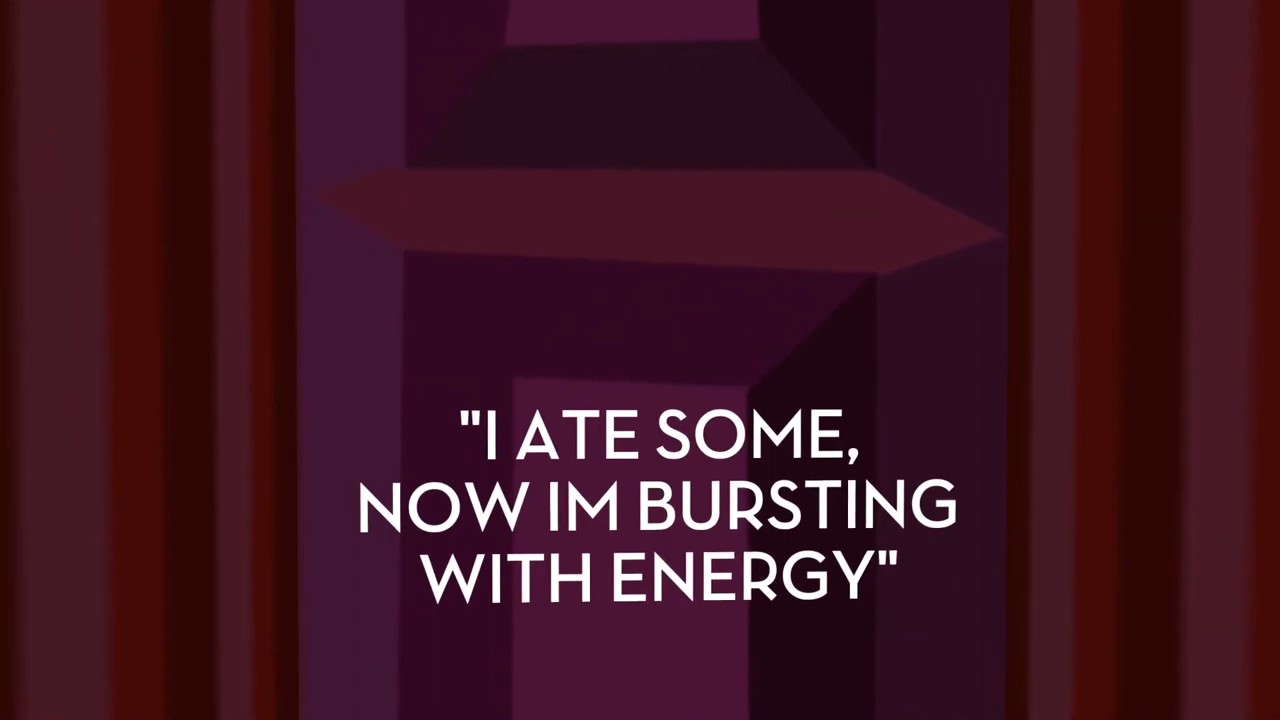 "I ATE SOME,
NOW IM BURSTING
WITH ENERGY"